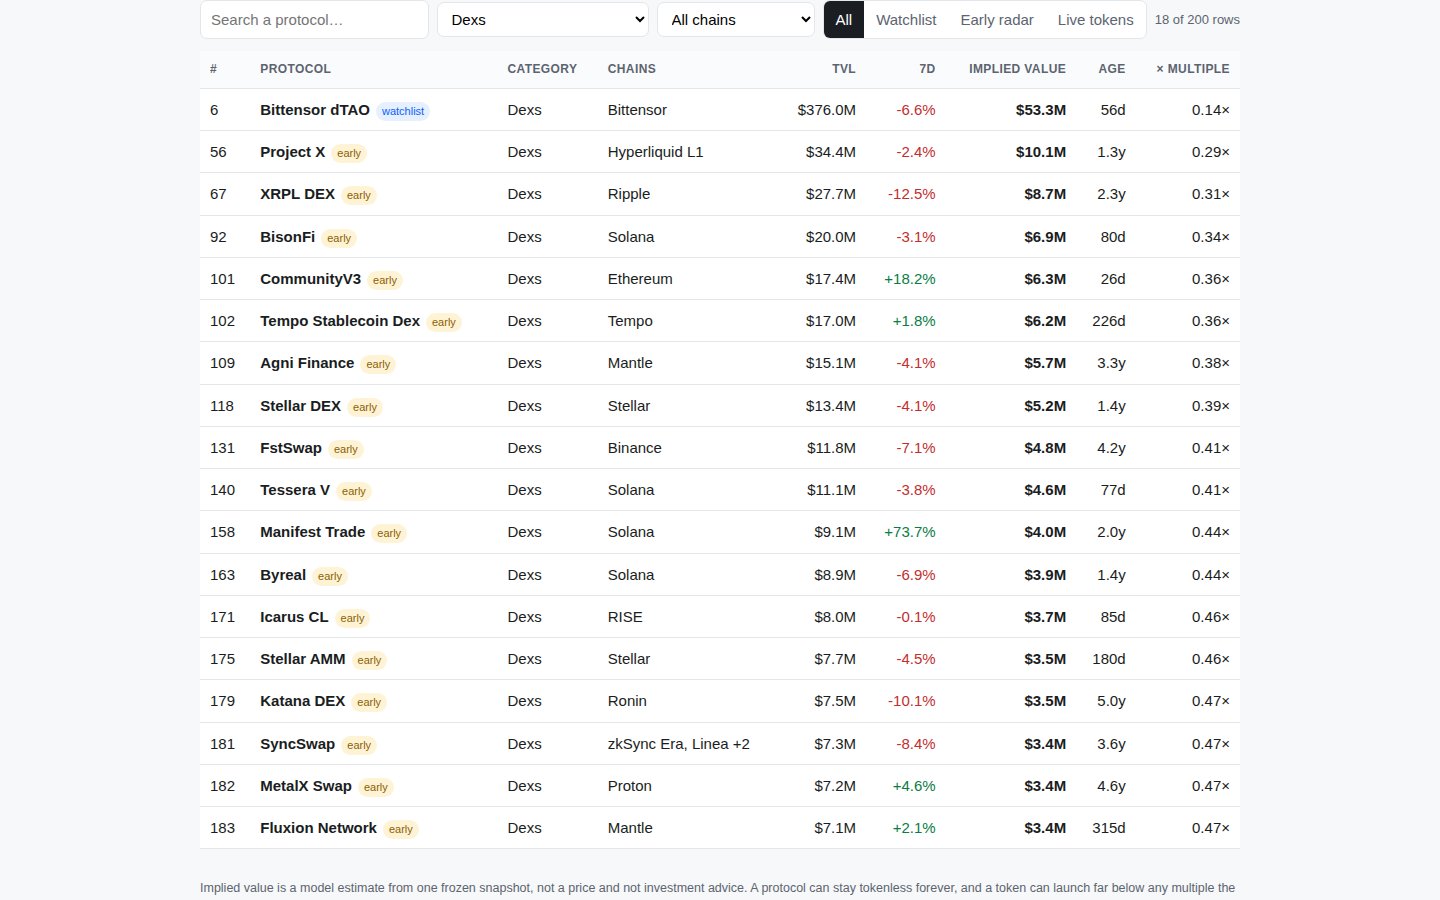 Search a protocol… Dexs All chains All Watchlist Early radar Live tokens 18 of 200 rows
# PROTOCOL CATEGORY CHAINS TVL 7D IMPLIED VALUE AGE × MULTIPLE
6 Bittensor dTAO watchlist Dexs Bittensor $376.0M -6.6% $53.3M 56d 0.14×
56 Project X early Dexs Hyperliquid L1 $34.4M -2.4% $10.1M 1.3y 0.29×
67 XRPL DEX early Dexs Ripple $27.7M -12.5% $8.7M 2.3y 0.31×
92 BisonFi early Dexs Solana $20.0M -3.1% $6.9M 80d 0.34×
101 CommunityV3 early Dexs Ethereum $17.4M +18.2% $6.3M 26d 0.36×
102 Tempo Stablecoin Dex early Dexs Tempo $17.0M +1.8% $6.2M 226d 0.36×
109 Agni Finance early Dexs Mantle $15.1M -4.1% $5.7M 3.3y 0.38×
118 Stellar DEX early Dexs Stellar $13.4M -4.1% $5.2M 1.4y 0.39×
131 FstSwap early Dexs Binance $11.8M -7.1% $4.8M 4.2y 0.41×
140 Tessera V early Dexs Solana $11.1M -3.8% $4.6M 77d 0.41×
158 Manifest Trade early Dexs Solana $9.1M +73.7% $4.0M 2.0y 0.44×
163 Byreal early Dexs Solana $8.9M -6.9% $3.9M 1.4y 0.44×
171 Icarus CL early Dexs RISE $8.0M -0.1% $3.7M 85d 0.46×
175 Stellar AMM early Dexs Stellar $7.7M -4.5% $3.5M 180d 0.46×
179 Katana DEX early Dexs Ronin $7.5M -10.1% $3.5M 5.0y 0.47×
181 SyncSwap early Dexs zkSync Era, Linea +2 $7.3M -8.4% $3.4M 3.6y 0.47×
182 MetalX Swap early Dexs Proton $7.2M +4.6% $3.4M 4.6y 0.47×
183 Fluxion Network early Dexs Mantle $7.1M +2.1% $3.4M 315d 0.47×
Implied value is a model estimate from one frozen snapshot, not a price and not investment advice. A protocol can stay tokenless forever, and a token can launch far below any multiple the